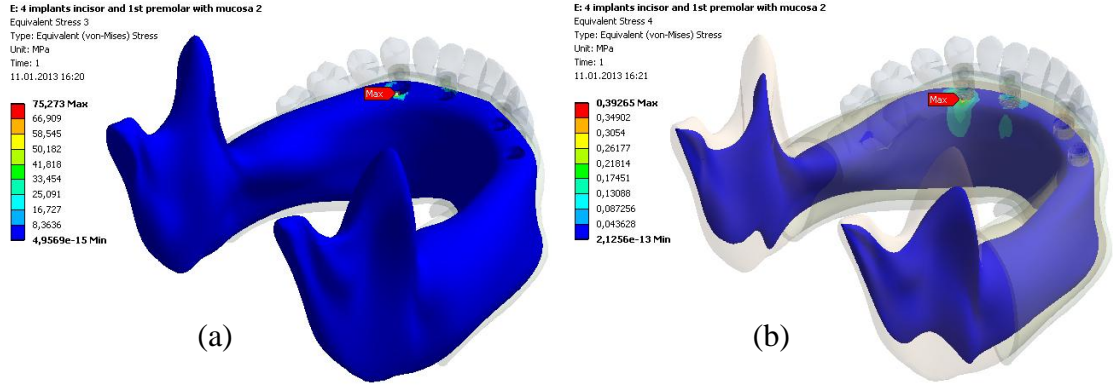 E: 4 implants incisor and 1st premolar with mucosa 2
Equivalent Stress 3
Type: Equivalent (von-Mises) Stress
Unit: MPa
Time: 1
11.01.2013 16:20
75,273 Max
66,909
58,545
50,182
41,818
33,454
25,091
16,727
8,3636
4,9569e-15 Min
Max
(a)
E: 4 implants incisor and 1st premolar with mucosa 2
Equivalent Stress 4
Type: Equivalent (von-Mises) Stress
Unit: MPa
Time: 1
11.01.2013 16:21
0,39265 Max
0,34902
0,3054
0,26177
0,21814
0,17451
0,13088
0,087256
0,043628
2,1256e-13 Min
Max
(b)